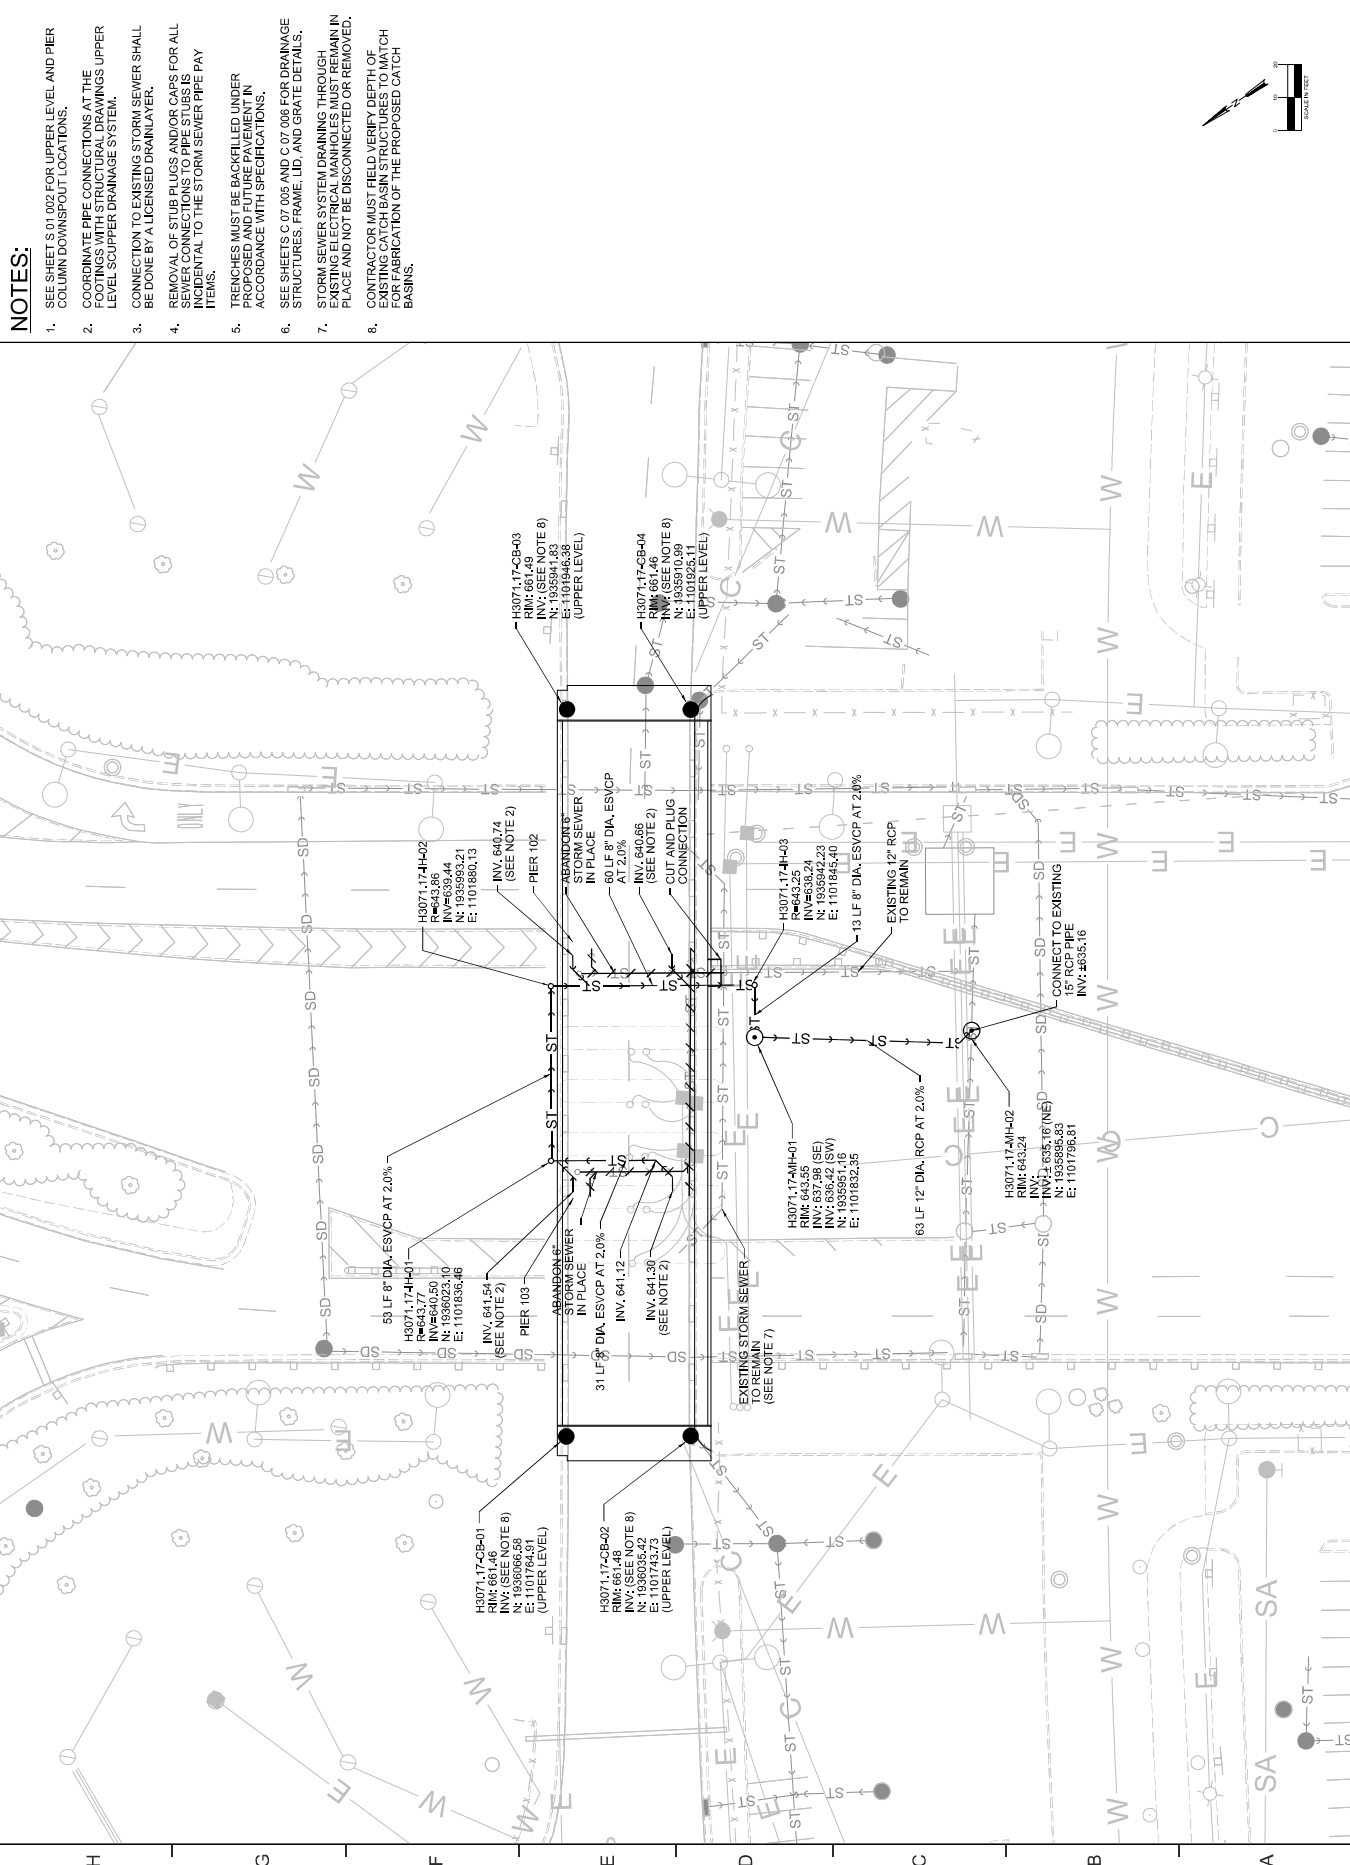 NOTES:
1. SEE SHEET S 01 002 FOR UPPER LEVEL AND PIER
COLUMN DOWNSPOUT LOCATIONS.
2. COORDINATE PIPE CONNECTIONS AT THE
FOOTINGS WITH STRUCTURAL DRAWINGS UPPER
LEVEL SCUPPER DRAINAGE SYSTEM.
3. CONNECTION TO EXISTING STORM SEWER SHALL
BE DONE BY A LICENSED DRAINLAYER.
4. REMOVAL OF STUB PLUGS AND/OR CAPS FOR ALL
SEWER CONNECTIONS TO PIPE STUBS IS
INCIDENTAL TO THE STORM SEWER PIPE PAY
ITEMS.
5. TRENCHES MUST BE BACKFILLED UNDER
PROPOSED AND FUTURE PAVEMENT IN
ACCORDANCE WITH SPECIFICATIONS.
6. SEE SHEETS C 07 005 AND C 07 006 FOR DRAINAGE
STRUCTURES, FRAME, LID, AND GRATE DETAILS.
7. STORM SEWER SYSTEM DRAINING THROUGH
EXISTING ELECTRICAL MANHOLES MUST REMAIN IN
PLACE AND NOT BE DISCONNECTED OR REMOVED.
8. CONTRACTOR MUST FIELD VERIFY DEPTH OF
EXISTING CATCH BASIN STRUCTURES TO MATCH
FOR FABRICATION OF THE PROPOSED CATCH
BASINS.
N
0 10 20
SCALE IN FEET
H3071.17-CB-03
RIM: 661.49
INV: (SEE NOTE 8)
N: 1935941.83
E: 1101946.38
(UPPER LEVEL)
H3071.17-CB-04
RIM: 661.46
INV: (SEE NOTE 8)
N: 1935910.99
E: 1101925.11
(UPPER LEVEL)
H3071.17-IH-02
R=643.86
INV=639.44
N: 1935993.21
E: 1101880.13
INV. 640.74
(SEE NOTE 2)
PIER 102
ABANDON 6"
STORM SEWER
IN PLACE
60 LF 8" DIA. ESVCP
AT 2.0%
INV. 640.66
(SEE NOTE 2)
CUT AND PLUG
CONNECTION
H3071.17-IH-03
R=643.25
INV=638.24
N: 1935942.23
E: 1101845.40
13 LF 8" DIA. ESVCP AT 2.0%
EXISTING 12" RCP
TO REMAIN
CONNECT TO EXISTING
15" RCP PIPE
INV: ±635.16
53 LF 8" DIA. ESVCP AT 2.0%
H3071.17-IH-01
R=643.77
INV=640.50
N: 1936023.10
E: 1101836.46
INV. 641.54
(SEE NOTE 2)
PIER 103
ABANDON 6"
STORM SEWER
IN PLACE
31 LF 8" DIA. ESVCP AT 2.0%
INV. 641.12
INV. 641.30
(SEE NOTE 2)
EXISTING STORM SEWER
TO REMAIN
(SEE NOTE 7)
H3071.17-MH-01
RIM: 643.55
INV: 637.98 (SE)
INV: 636.42 (SW)
N: 1935951.16
E: 1101832.35
63 LF 12" DIA. RCP AT 2.0%
H3071.17-MH-02
RIM: 643.24
INV:
INV: ± 635.16 (NE)
N: 1935895.83
E: 1101796.81
H3071.17-CB-01
RIM: 661.46
INV: (SEE NOTE 8)
N: 1936066.58
E: 1101764.91
(UPPER LEVEL)
H3071.17-CB-02
RIM: 661.48
INV: (SEE NOTE 8)
N: 1936035.42
E: 1101743.73
(UPPER LEVEL)
ONLY
H
G
F
E
D
C
B
A